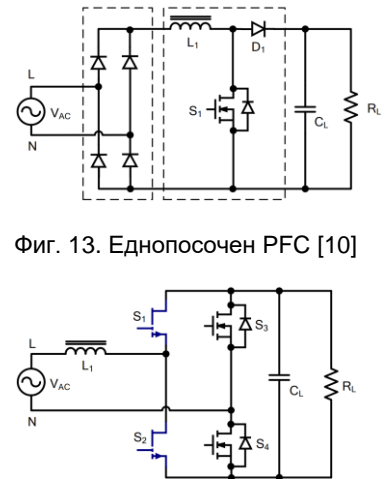 L₁
D₁
L
S₁
V_AC
C_L
R_L
N
Фиг. 13. Еднопосочен PFC [10]
S₁
S₃
L
L₁
V_AC
C_L
R_L
N
S₂
S₄